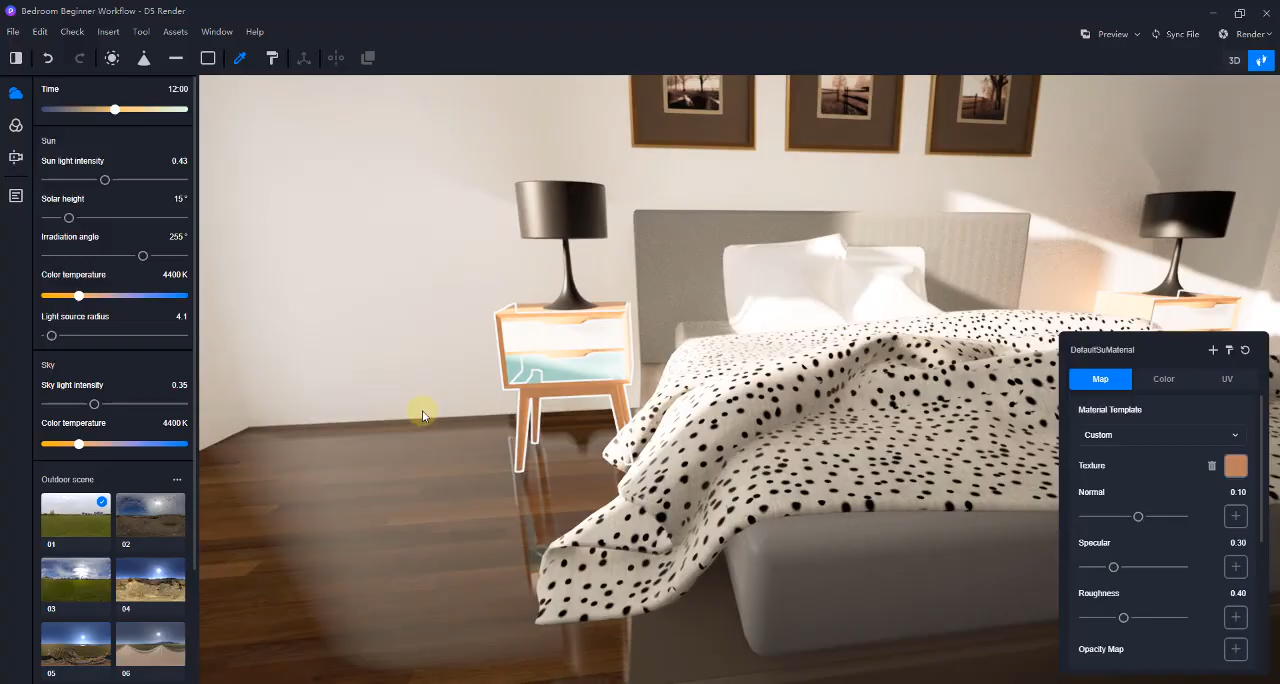 Bedroom Beginner Workflow - D5 Render
File Edit Check Insert Tool Assets Window Help
Preview Sync File Render
3D
Time 12:00
Sun
Sun light intensity 0.43
Solar height 15°
Irradiation angle 255°
Color temperature 4400 K
Light source radius 4.1
Sky
Sky light intensity 0.35
Color temperature 4400 K
Outdoor scene ...
01 02
03 04
05 06
DefaultSuMaterial
Map Color UV
Material Template
Custom
Texture
Normal 0.10
Specular 0.30
Roughness 0.40
Opacity Map